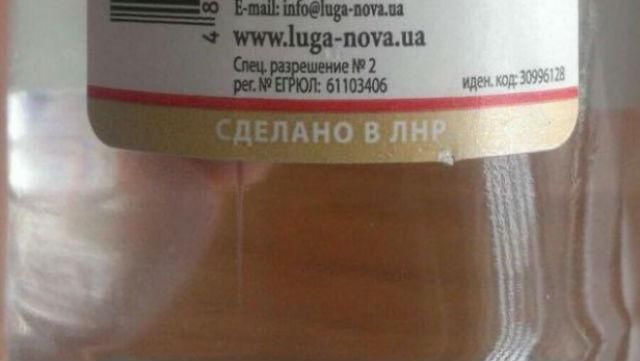 E-mail: info@luga-nova.ua
www.luga-nova.ua
Спец. разрешение № 2
рег. № ЕГРЮЛ: 61103406
иден. код: 30996128
48
СДЕЛАНО В ЛНР